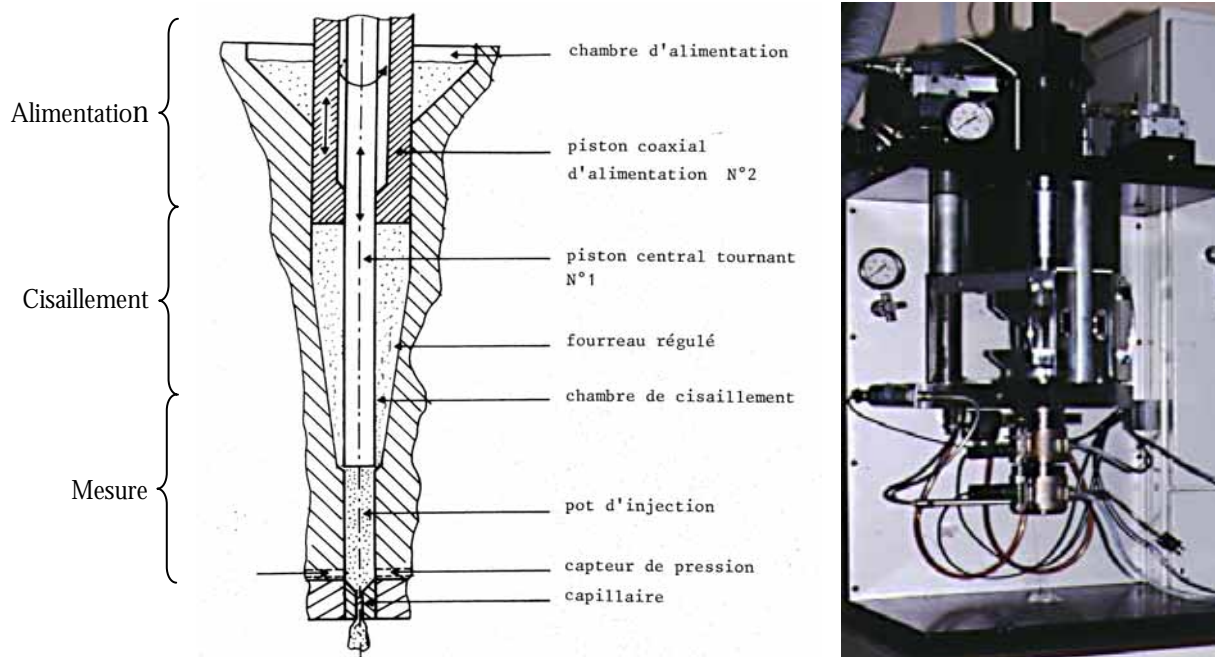 Alimentation
Cisaillement
Mesure
chambre d'alimentation
piston coaxial
d'alimentation N°2
piston central tournant
N°1
fourreau régulé
chambre de cisaillement
pot d'injection
capteur de pression
capillaire